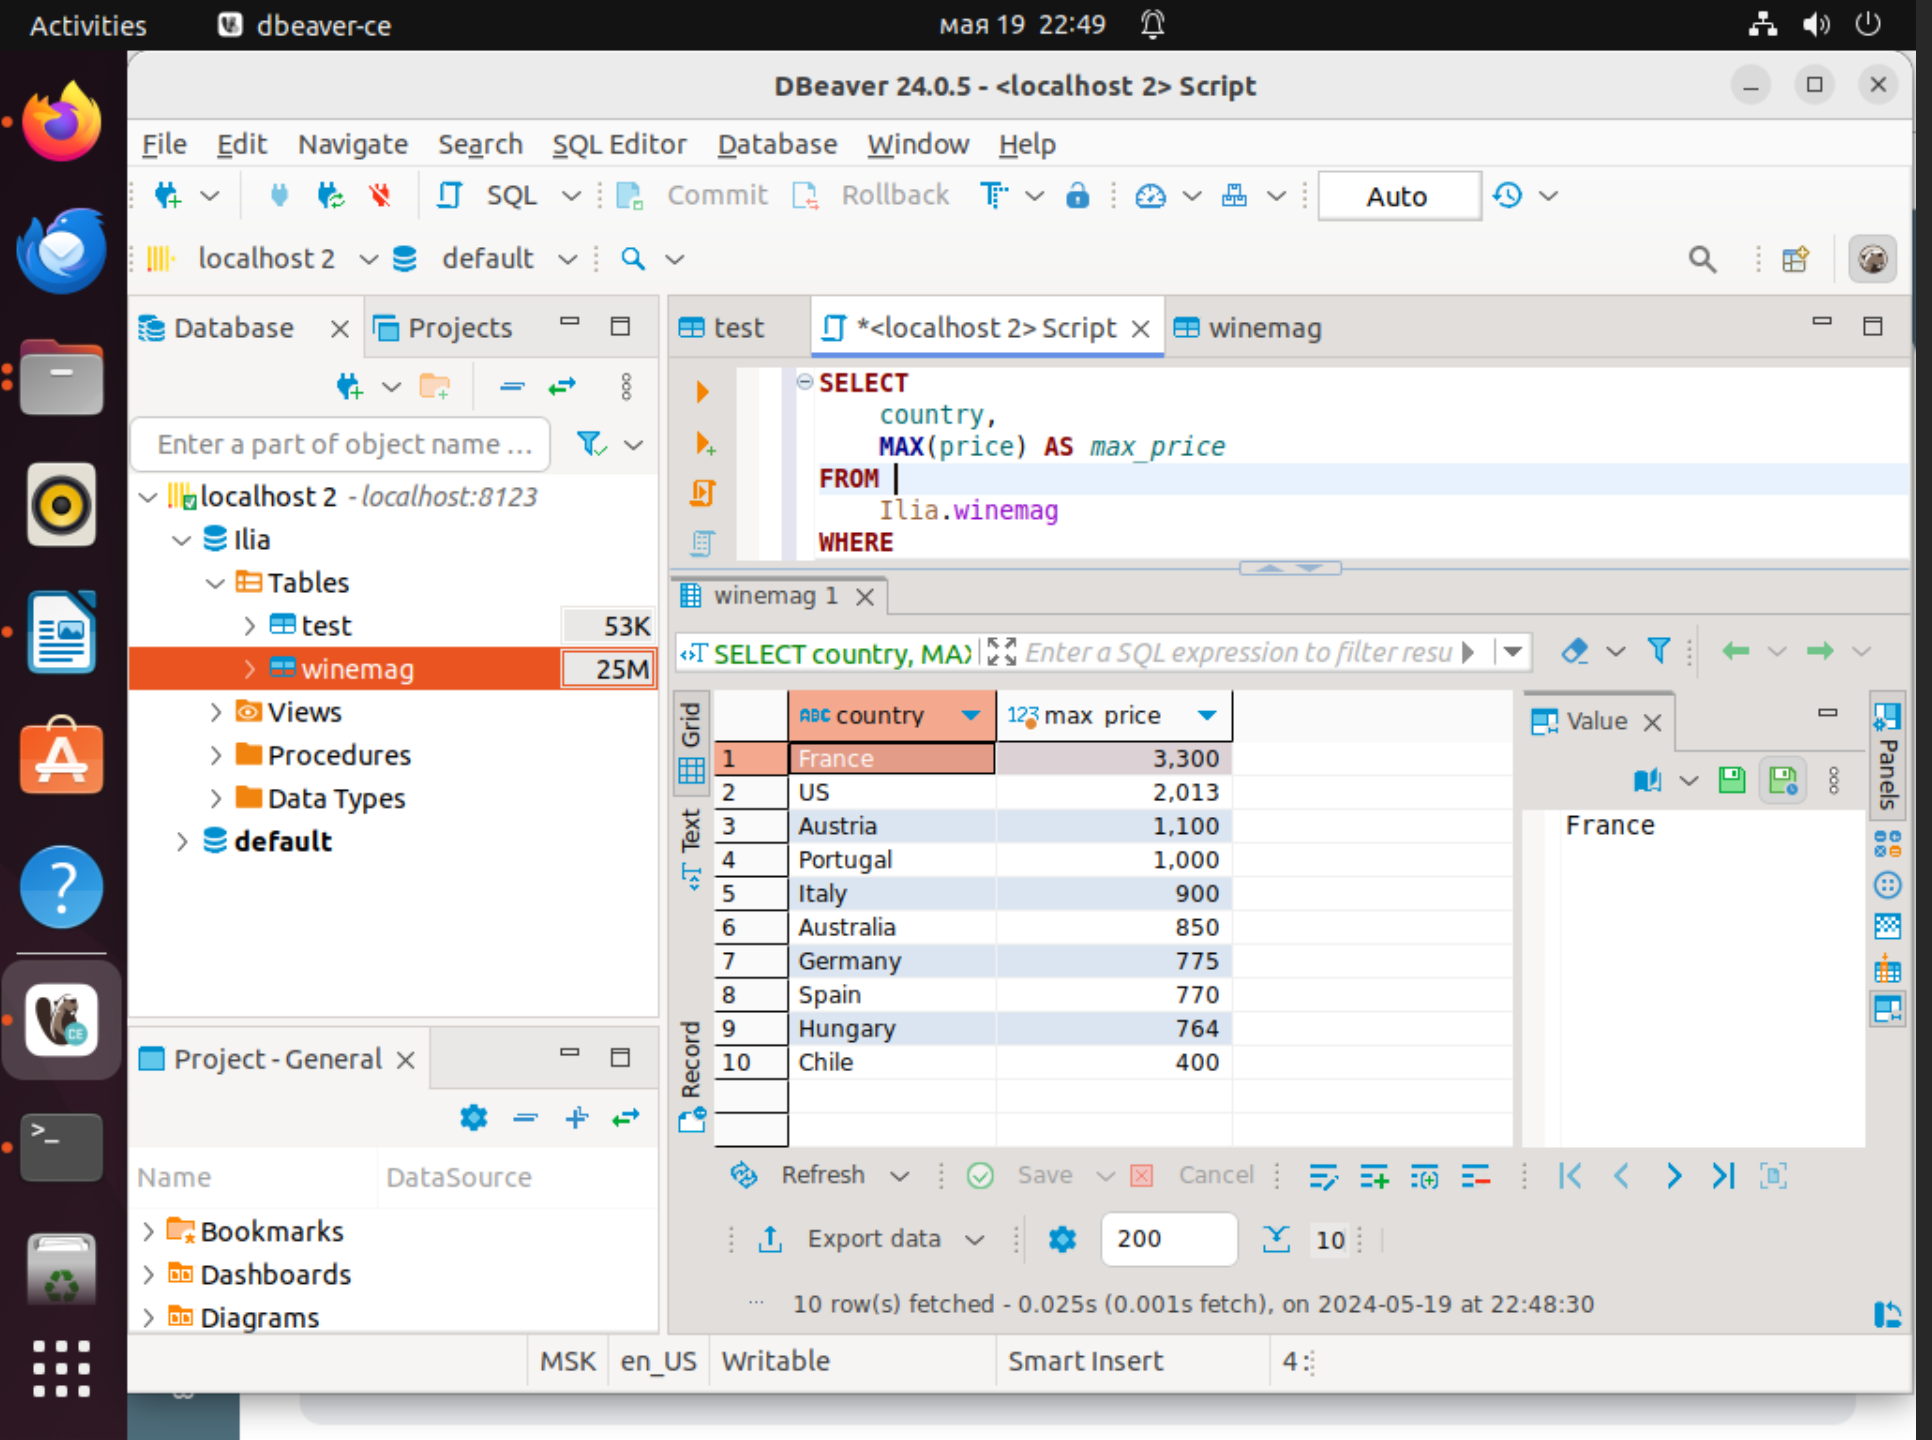 Activities
dbeaver-ce
мая 19 22:49
DBeaver 24.0.5 - <localhost 2> Script
File Edit Navigate Search SQL Editor Database Window Help
SQL Commit Rollback Auto
localhost 2 default
Database Projects
Enter a part of object name ...
localhost 2 - localhost:8123
Ilia
Tables
test 53K
winemag 25M
Views
Procedures
Data Types
default
Project - General
Name DataSource
Bookmarks
Dashboards
Diagrams
test *<localhost 2> Script winemag
SELECT
country,
MAX(price) AS max_price
FROM
Ilia.winemag
WHERE
winemag 1
SELECT country, MAX Enter a SQL expression to filter resu
Grid
Text
Record
ABC country 123 max price
1 France 3,300
2 US 2,013
3 Austria 1,100
4 Portugal 1,000
5 Italy 900
6 Australia 850
7 Germany 775
8 Spain 770
9 Hungary 764
10 Chile 400
Value
France
Panels
Refresh Save Cancel
Export data 200 10
10 row(s) fetched - 0.025s (0.001s fetch), on 2024-05-19 at 22:48:30
MSK en_US Writable Smart Insert 4 :